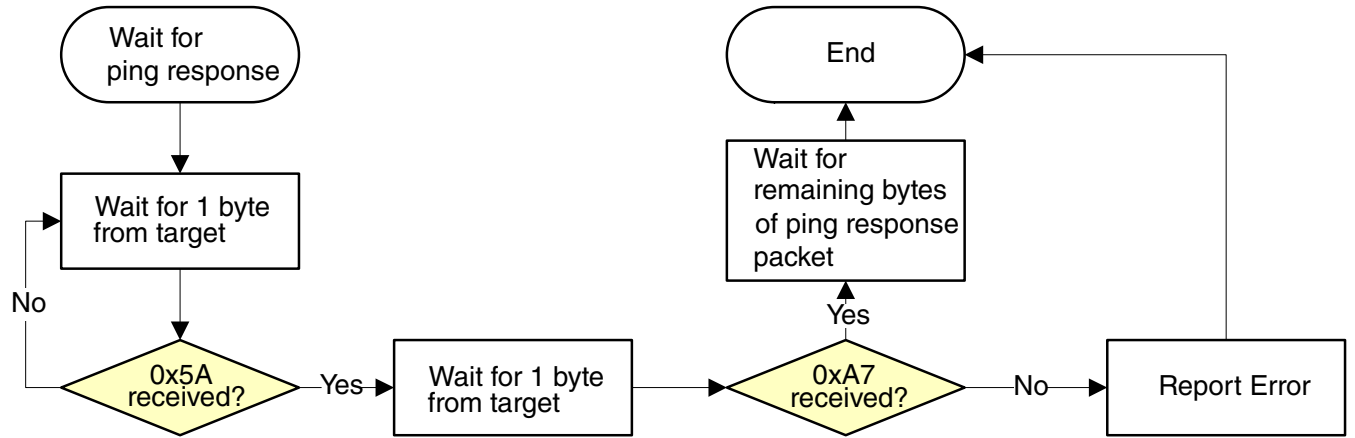 Wait for
ping response
End
Wait for
remaining bytes
of ping response
packet
Wait for 1 byte
from target
No
Yes
0x5A
received?
Yes
Wait for 1 byte
from target
0xA7
received?
No
Report Error